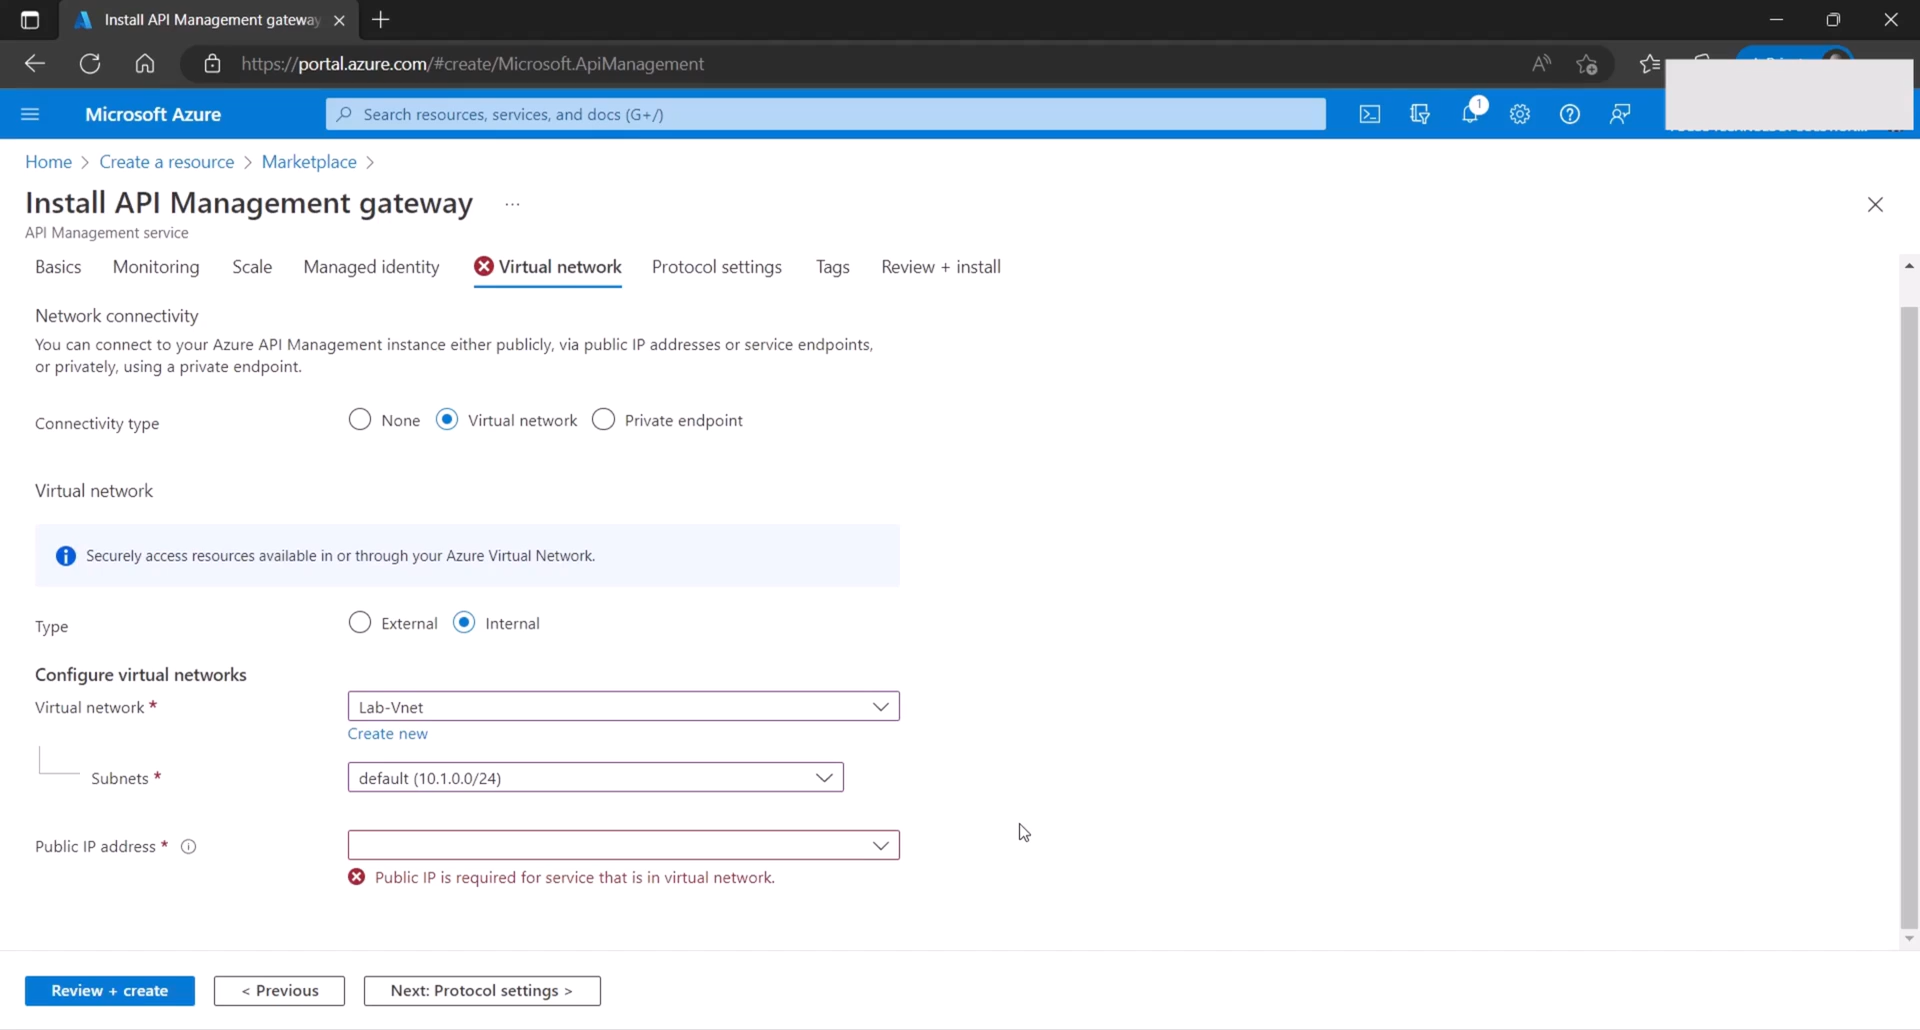 Install API Management gateway
https://portal.azure.com/#create/Microsoft.ApiManagement
Microsoft Azure
Search resources, services, and docs (G+/)
1
Home > Create a resource > Marketplace >
Install API Management gateway ...
API Management service
Basics Monitoring Scale Managed identity Virtual network Protocol settings Tags Review + install
Network connectivity
You can connect to your Azure API Management instance either publicly, via public IP addresses or service endpoints,
or privately, using a private endpoint.
Connectivity type None Virtual network Private endpoint
Virtual network
Securely access resources available in or through your Azure Virtual Network.
Type External Internal
Configure virtual networks
Virtual network * Lab-Vnet
Create new
Subnets * default (10.1.0.0/24)
Public IP address *
Public IP is required for service that is in virtual network.
Review + create < Previous Next: Protocol settings >